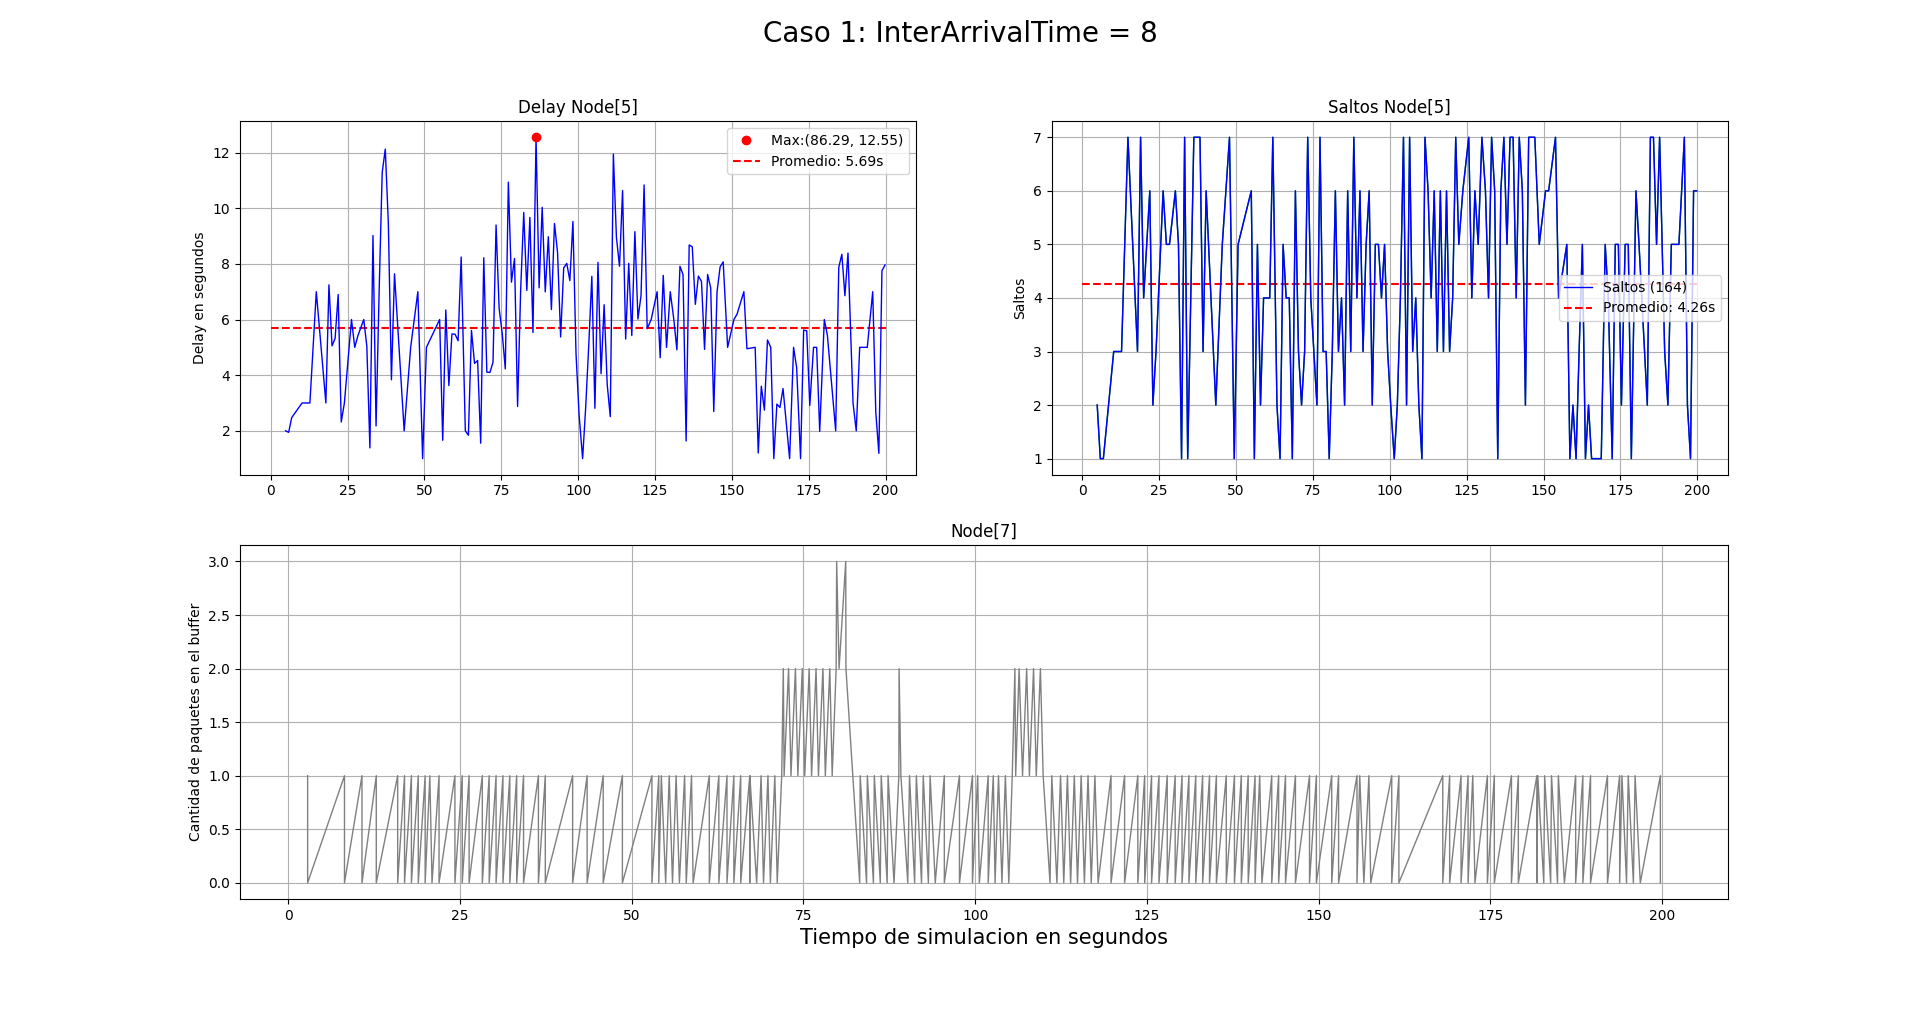 Caso 1: InterArrivalTime = 8
Delay Node[5]
Delay en segundos
12
10
8
6
4
2
0 25 50 75 100 125 150 175 200
Max:(86.29, 12.55)
Promedio: 5.69s
Saltos Node[5]
Saltos
7
6
5
4
3
2
1
0 25 50 75 100 125 150 175 200
Saltos (164)
Promedio: 4.26s
Node[7]
Cantidad de paquetes en el buffer
3.0
2.5
2.0
1.5
1.0
0.5
0.0
0 25 50 75 100 125 150 175 200
Tiempo de simulacion en segundos